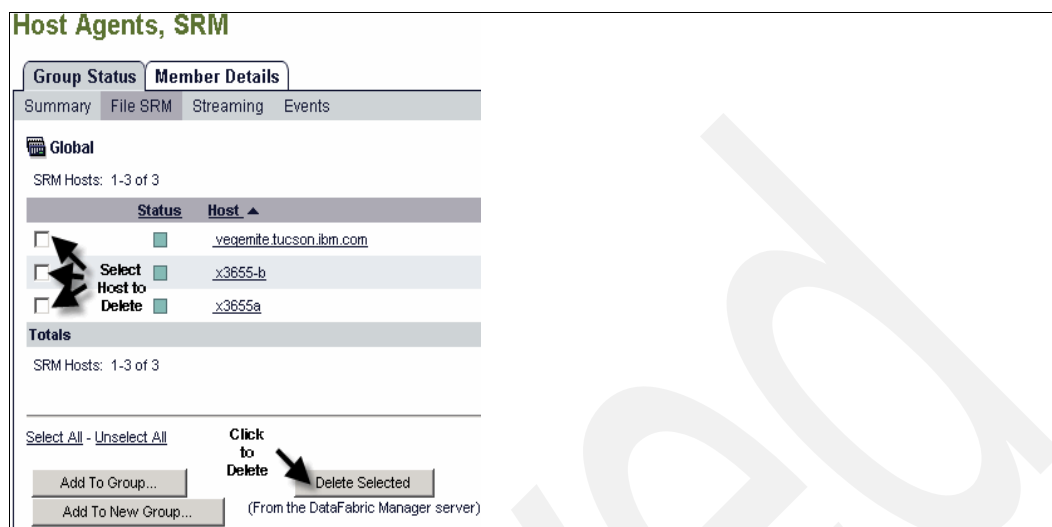 Host Agents, SRM
Group Status Member Details
Summary File SRM Streaming Events
Global
SRM Hosts: 1-3 of 3
Status Host
vegemite.tucson.ibm.com
x3655-b
x3655a
Select
Host to
Delete
Totals
SRM Hosts: 1-3 of 3
Select All - Unselect All
Click
to
Delete
Add To Group... Delete Selected
Add To New Group... (From the DataFabric Manager server)